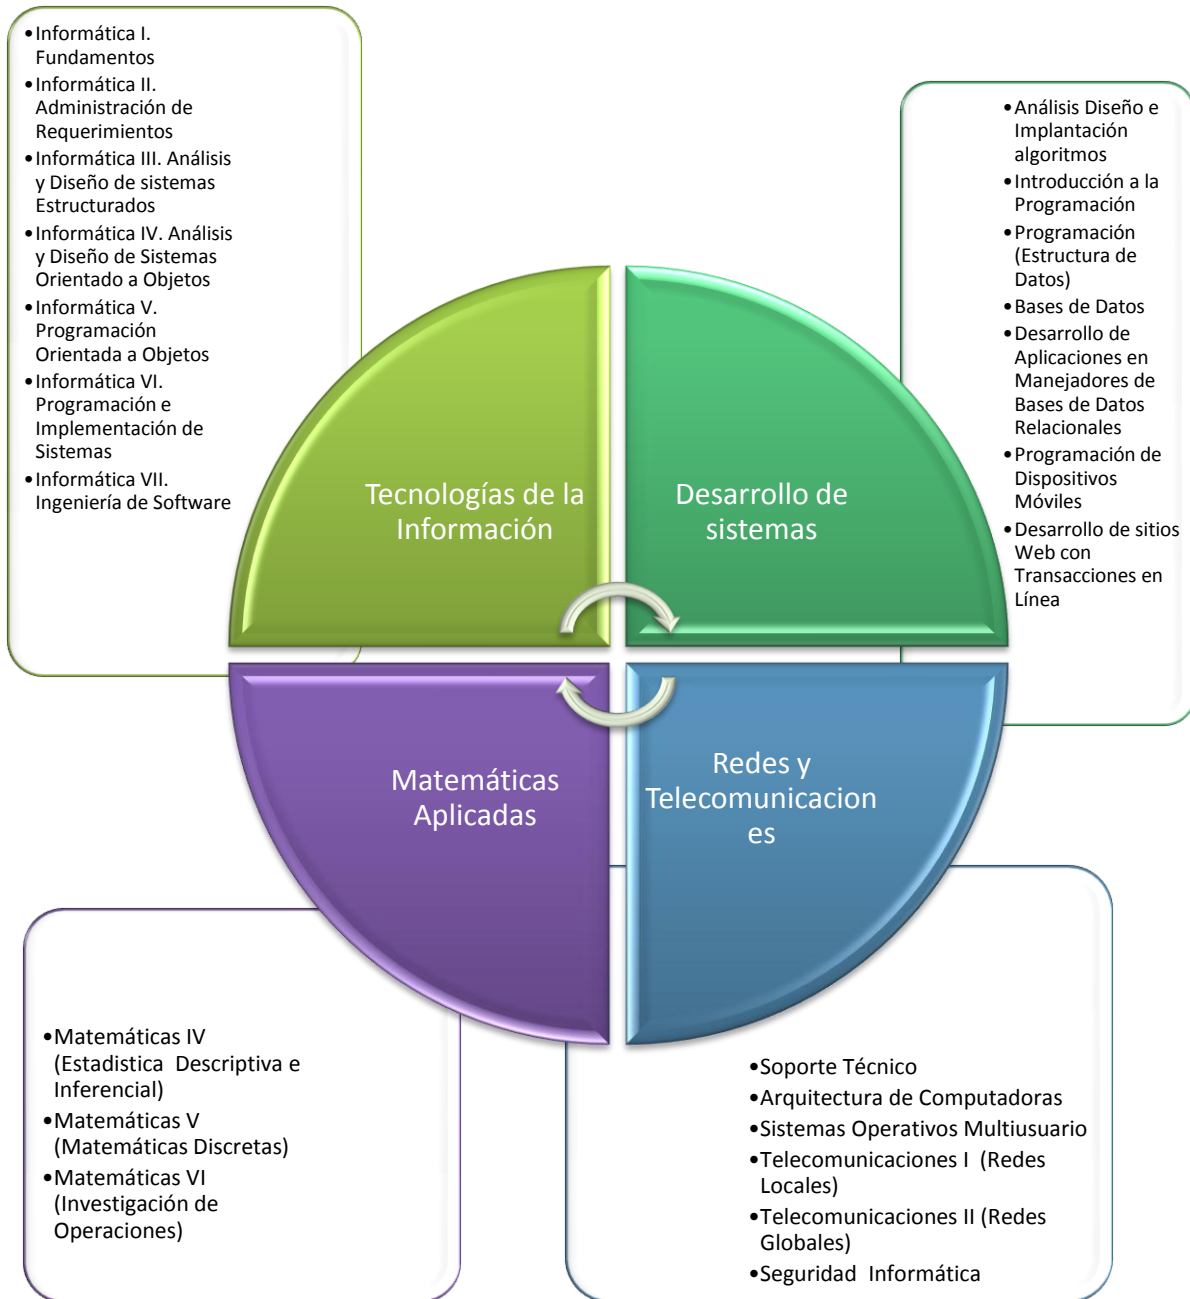 •Informática I.
Fundamentos
•Informática II.
Administración de
Requerimientos
•Informática III. Análisis
y Diseño de sistemas
Estructurados
•Informática IV. Análisis
y Diseño de Sistemas
Orientado a Objetos
•Informática V.
Programación
Orientada a Objetos
•Informática VI.
Programación e
Implementación de
Sistemas
•Informática VII.
Ingeniería de Software
•Análisis Diseño e
Implantación
algoritmos
•Introducción a la
Programación
•Programación
(Estructura de
Datos)
•Bases de Datos
•Desarrollo de
Aplicaciones en
Manejadores de
Bases de Datos
Relacionales
•Programación de
Dispositivos
Móviles
•Desarrollo de sitios
Web con
Transacciones en
Línea
Tecnologías de la
Información
Desarrollo de
sistemas
Matemáticas
Aplicadas
Redes y
Telecomunicacion
es
•Matemáticas IV
(Estadistica  Descriptiva e
Inferencial)
•Matemáticas V
(Matemáticas Discretas)
•Matemáticas VI
(Investigación de
Operaciones)
•Soporte Técnico
•Arquitectura de Computadoras
•Sistemas Operativos Multiusuario
•Telecomunicaciones I  (Redes
Locales)
•Telecomunicaciones II (Redes
Globales)
•Seguridad  Informática